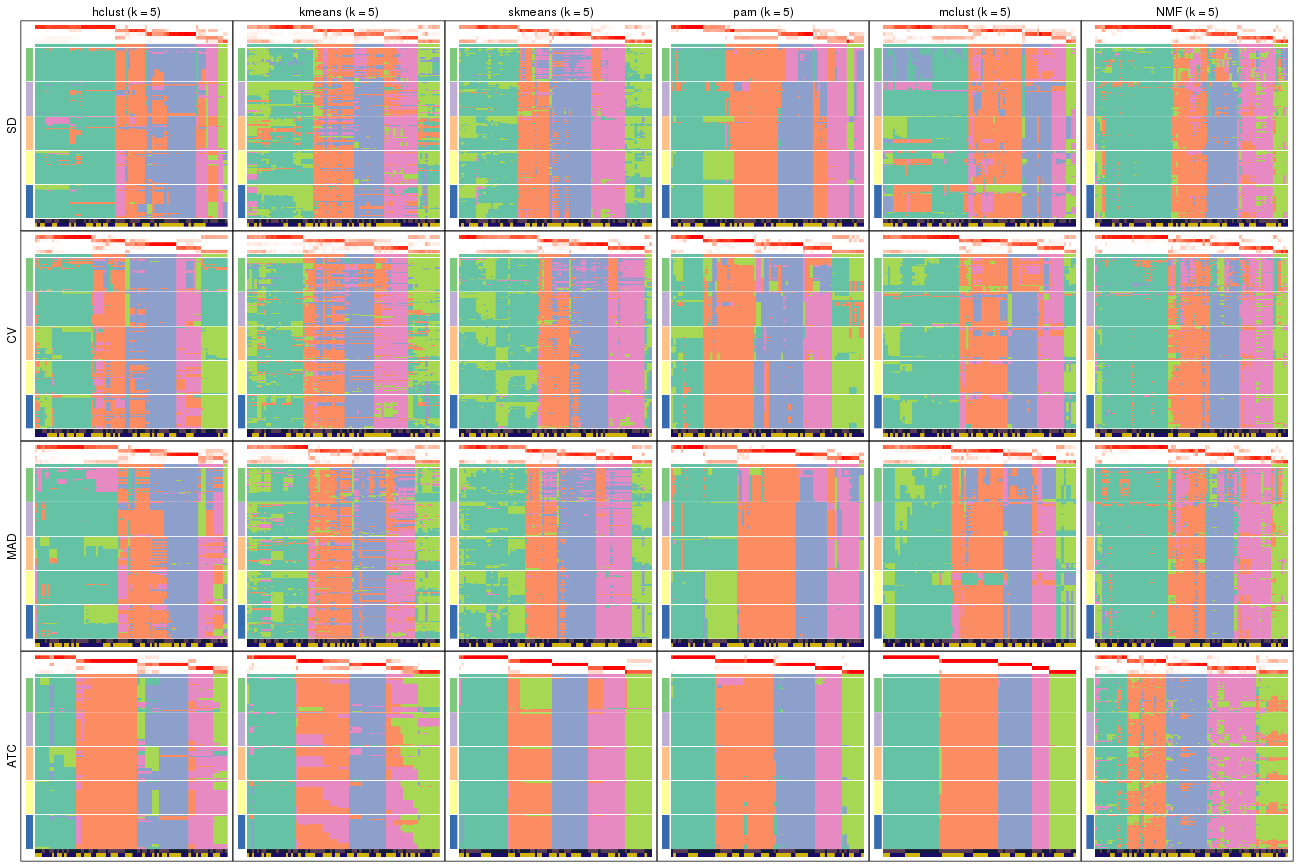 hclust (k = 5) kmeans (k = 5) skmeans (k = 5) pam (k = 5) mclust (k = 5) NMF (k = 5)
SD
CV
MAD
ATC